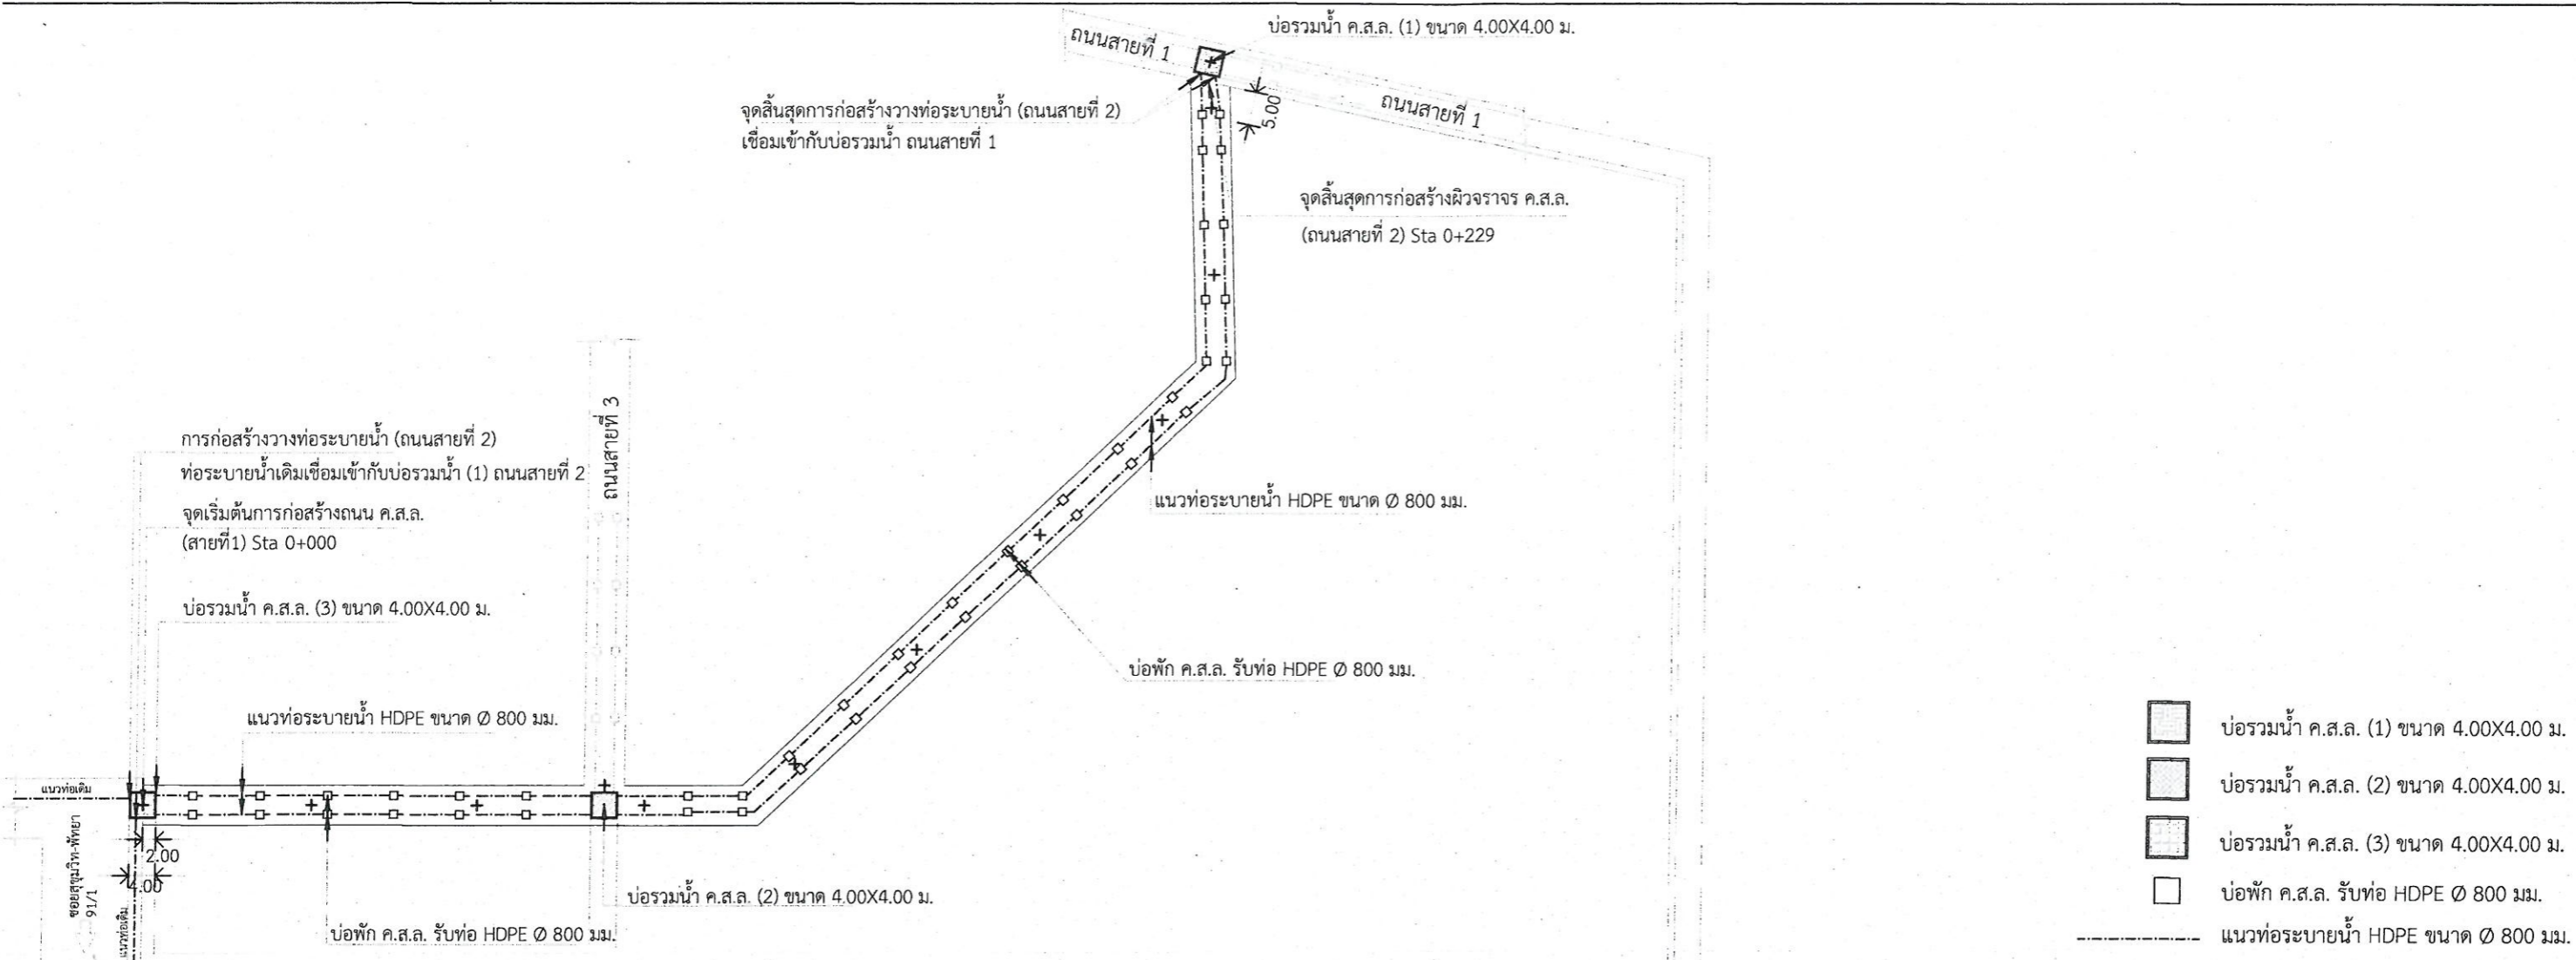 บ่อรวมน้ำ ค.ส.ล. (1) ขนาด 4.00X4.00 ม.
ถนนสายที่ 1
จุดสิ้นสุดการก่อสร้างวางท่อระบายน้ำ (ถนนสายที่ 2)
เชื่อมเข้ากับบ่อรวมน้ำ ถนนสายที่ 1
5.00
ถนนสายที่ 1
จุดสิ้นสุดการก่อสร้างผิวจราจร ค.ส.ล.
(ถนนสายที่ 2) Sta 0+229
ถนนสายที่ 3
การก่อสร้างวางท่อระบายน้ำ (ถนนสายที่ 2)
ท่อระบายน้ำเดิมเชื่อมเข้ากับบ่อรวมน้ำ (1) ถนนสายที่ 2
จุดเริ่มต้นการก่อสร้างถนน ค.ส.ล.
(สายที่1) Sta 0+000
บ่อรวมน้ำ ค.ส.ล. (3) ขนาด 4.00X4.00 ม.
แนวท่อระบายน้ำ HDPE ขนาด Ø 800 มม.
แนวท่อระบายน้ำ HDPE ขนาด Ø 800 มม.
บ่อพัก ค.ส.ล. รับท่อ HDPE Ø 800 มม.
แนวท่อเดิม
2.00
4.00
ซอยสุขุมวิท-พัทยา
91/1
แนวท่อเดิม
บ่อรวมน้ำ ค.ส.ล. (2) ขนาด 4.00X4.00 ม.
บ่อพัก ค.ส.ล. รับท่อ HDPE Ø 800 มม.
บ่อรวมน้ำ ค.ส.ล. (1) ขนาด 4.00X4.00 ม.
บ่อรวมน้ำ ค.ส.ล. (2) ขนาด 4.00X4.00 ม.
บ่อรวมน้ำ ค.ส.ล. (3) ขนาด 4.00X4.00 ม.
บ่อพัก ค.ส.ล. รับท่อ HDPE Ø 800 มม.
แนวท่อระบายน้ำ HDPE ขนาด Ø 800 มม.